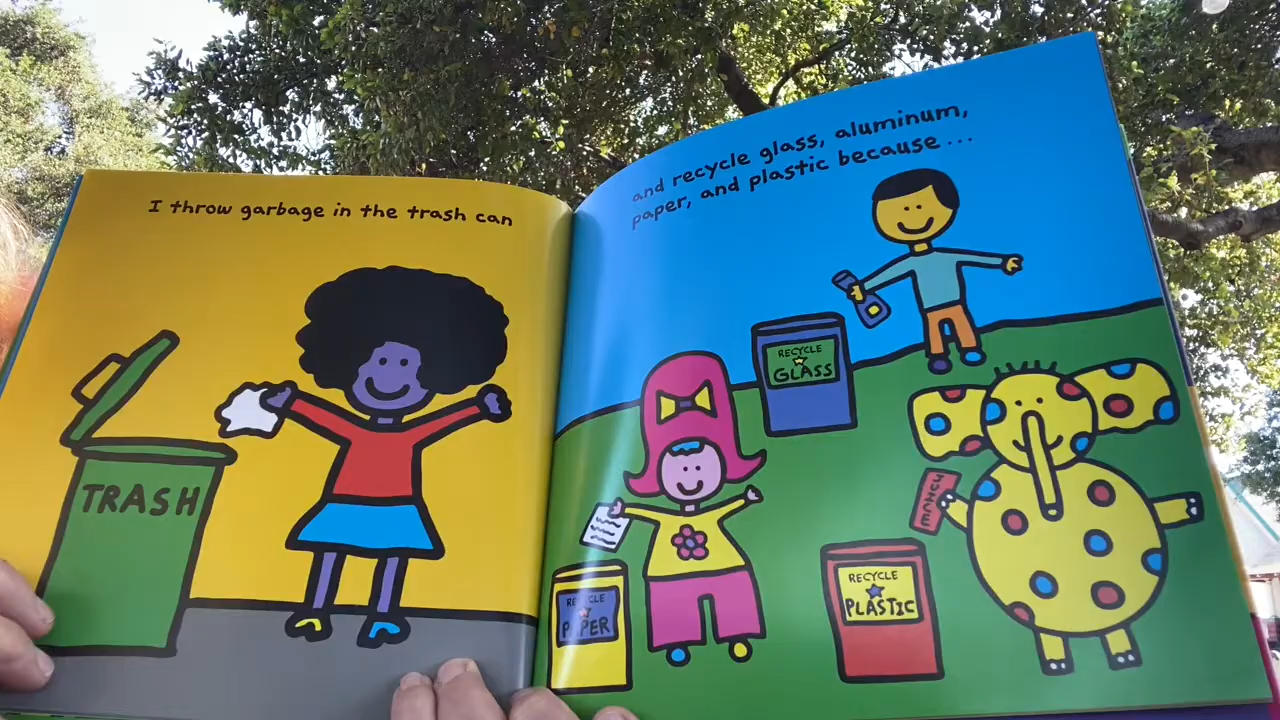 I throw garbage in the trash can
TRASH
and recycle glass, aluminum,
paper, and plastic because ...
RECYCLE
GLASS
RECYCLE
PAPER
RECYCLE
PLASTIC